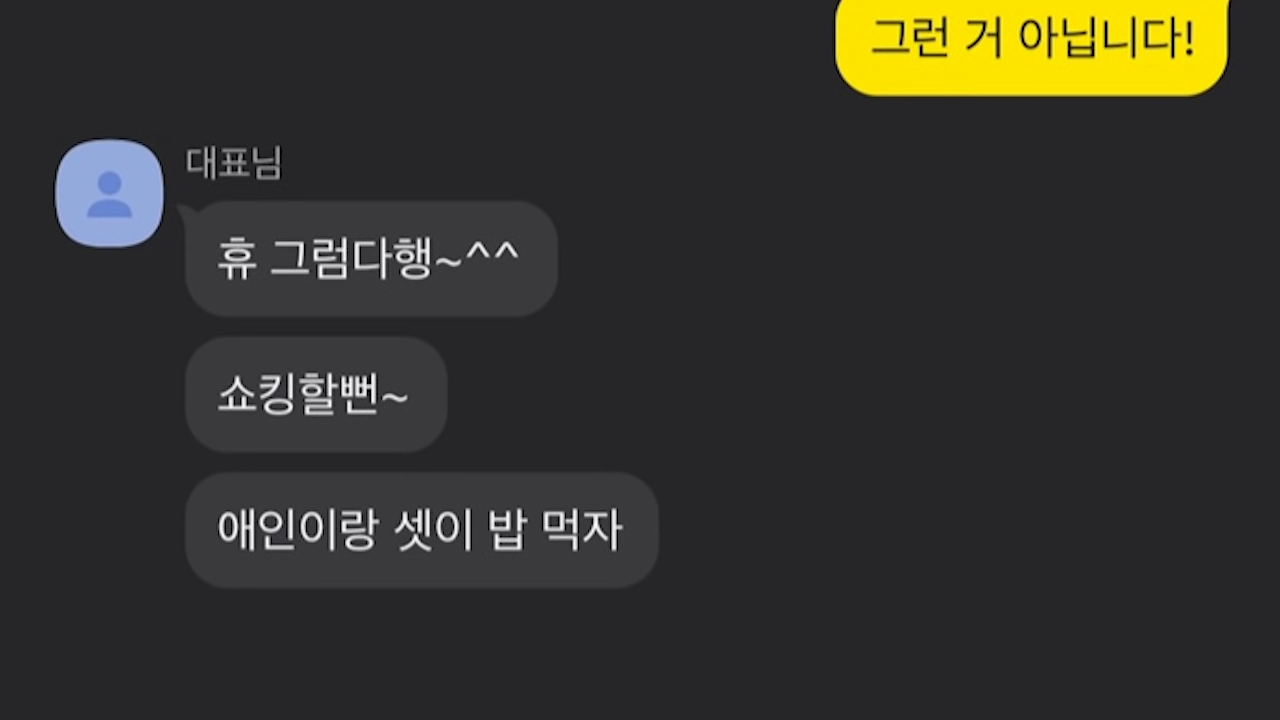 그런 거 아닙니다!
대표님
휴 그럼다행~^^
쇼킹할뻔~
애인이랑 셋이 밥 먹자